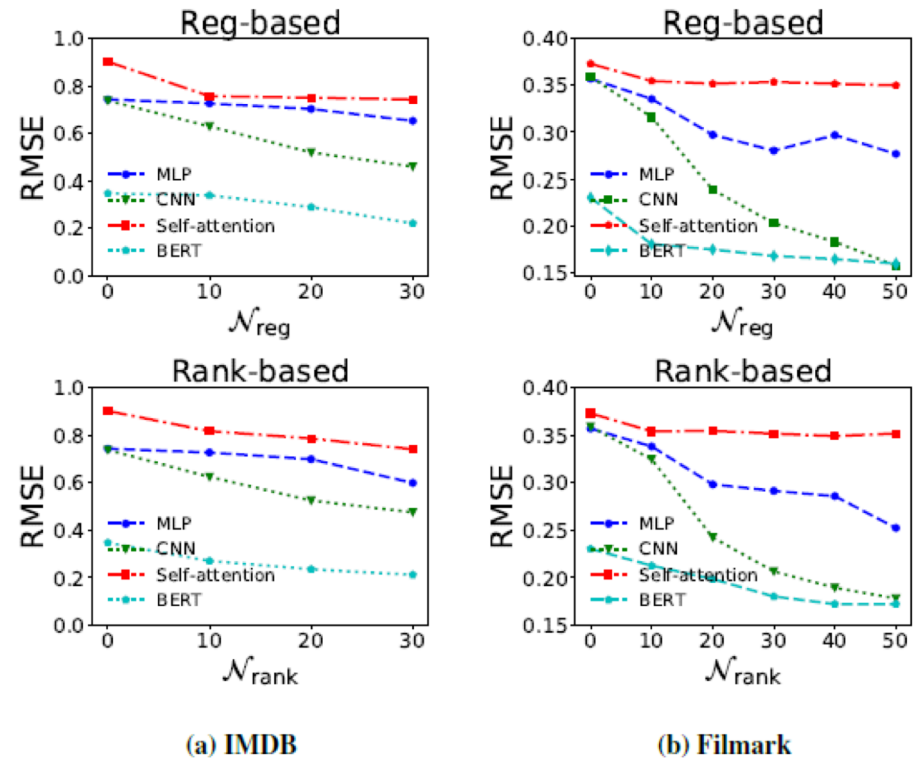 Reg-based
1.0
0.8
0.6
0.4
0.2
0.0
RMSE
MLP
CNN
Self-attention
BERT
0 10 20 30
𝒩reg
Reg-based
0.40
0.35
0.30
0.25
0.20
0.15
RMSE
MLP
CNN
Self-attention
BERT
0 10 20 30 40 50
𝒩reg
Rank-based
1.0
0.8
0.6
0.4
0.2
0.0
RMSE
MLP
CNN
Self-attention
BERT
0 10 20 30
𝒩rank
Rank-based
0.40
0.35
0.30
0.25
0.20
0.15
RMSE
MLP
CNN
Self-attention
BERT
0 10 20 30 40 50
𝒩rank
(a) IMDB
(b) Filmark